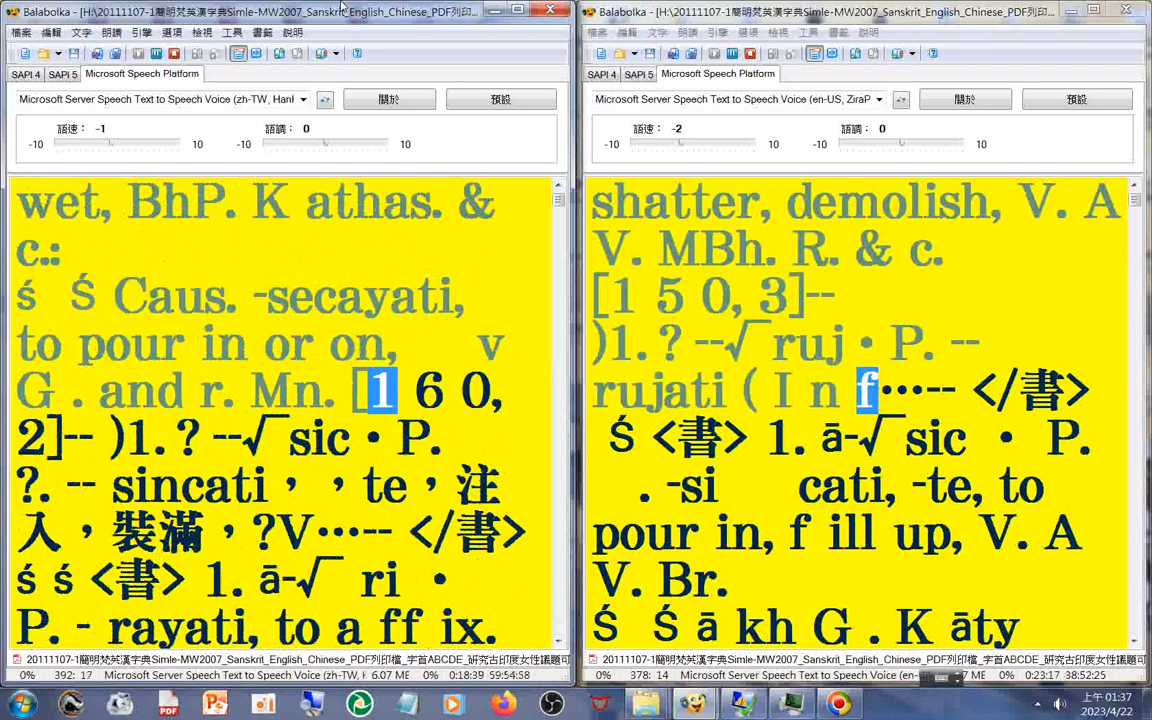 Balabolka - [H:\20111107-1簡明梵英漢字典Simle-MW2007_Sanskrit_English_Chinese_PDF列印...
檔案 編輯 文字 朗讀 引擎 選項 檢視 工具 書籤 說明
SAPI 4 SAPI 5 Microsoft Speech Platform
Microsoft Server Speech Text to Speech Voice (zh-TW, Hanl
關於
預設
語速： -1
語調： 0
-10 10 -10 10
wet, BhP. K athas. &
c.:
ś Ś Caus. -secayati,
to pour in or on, v
G . and r. Mn. [1 6 0,
2]-- )1. ? --√sic • P.
?. -- sincati，，te，注
入，裝滿，?V…-- </書>
ś ś <書> 1. ā-√ ri •
P. - rayati, to a ff ix.
20111107-1簡明梵英漢字典Simle-MW2007_Sanskrit_English_Chinese_PDF列印檔_字首ABCDE_研究古印度女性議題可
0% 392: 17 Microsoft Server Speech Text to Speech Voice (zh-TW, H 6.07 ME 0% 0:18:39 59:54:58
Balabolka - [H:\20111107-1簡明梵英漢字典Simle-MW2007_Sanskrit_English_Chinese_PDF列印...
檔案 編輯 文字 朗讀 引擎 選項 檢視 工具 書籤 說明
SAPI 4 SAPI 5 Microsoft Speech Platform
Microsoft Server Speech Text to Speech Voice (en-US, ZiraP
關於
預設
語速： -2
語調： 0
-10 10 -10 10
shatter, demolish, V. A
V. MBh. R. & c.
[1 5 0, 3]--
)1. ? --√ruj • P. --
rujati ( I n f…-- </書>
Ś <書> 1. ā-√sic • P.
. -si cati, -te, to
pour in, f ill up, V. A
V. Br.
Ś Ś ā kh G . K āty
20111107-1簡明梵英漢字典Simle-MW2007_Sanskrit_English_Chinese_PDF列印檔_字首ABCDE_研究古印度女性議題可
0% 378: 14 Microsoft Server Speech Text to Speech Voice (en-US, ZiraP ME 0% 0:23:17 38:52:25
上午 01:37
2023/4/22